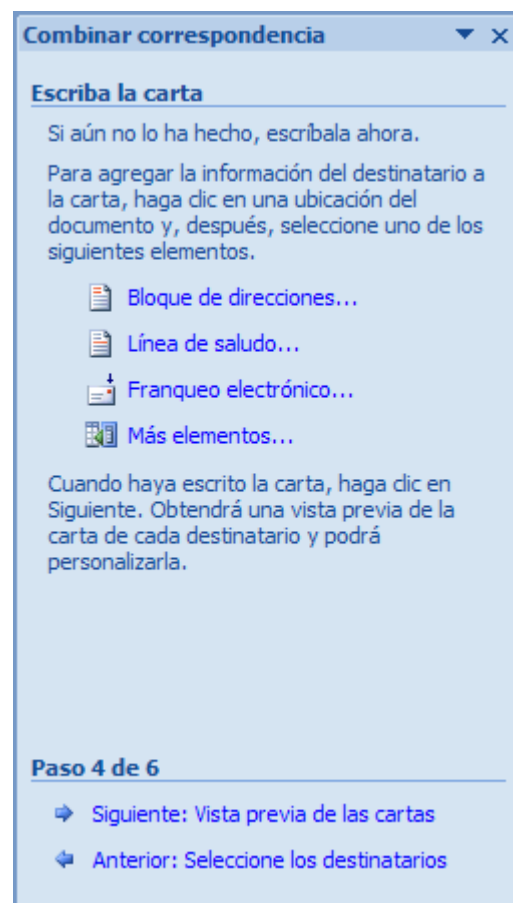 Combinar correspondencia
Escriba la carta
Si aún no lo ha hecho, escríbala ahora.
Para agregar la información del destinatario a
la carta, haga clic en una ubicación del
documento y, después, seleccione uno de los
siguientes elementos.
Bloque de direcciones...
Línea de saludo...
Franqueo electrónico...
Más elementos...
Cuando haya escrito la carta, haga clic en
Siguiente. Obtendrá una vista previa de la
carta de cada destinatario y podrá
personalizarla.
Paso 4 de 6
Siguiente: Vista previa de las cartas
Anterior: Seleccione los destinatarios